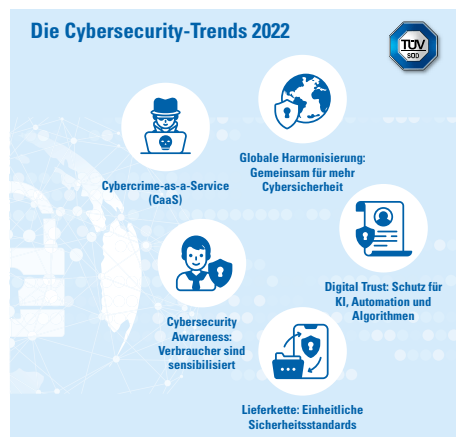 Die Cybersecurity-Trends 2022
TÜV
SÜD
Globale Harmonisierung:
Gemeinsam für mehr
Cybersicherheit
Cybercrime-as-a-Service
(CaaS)
Digital Trust: Schutz für
KI, Automation und
Algorithmen
Cybersecurity
Awareness:
Verbraucher sind
sensibilisiert
Lieferkette: Einheitliche
Sicherheitsstandards